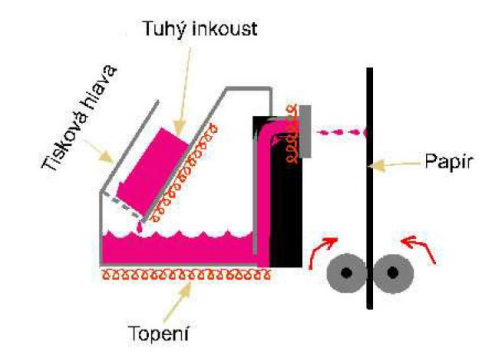 Tuhý inkoust
Tisková hlava
Papír
Topení